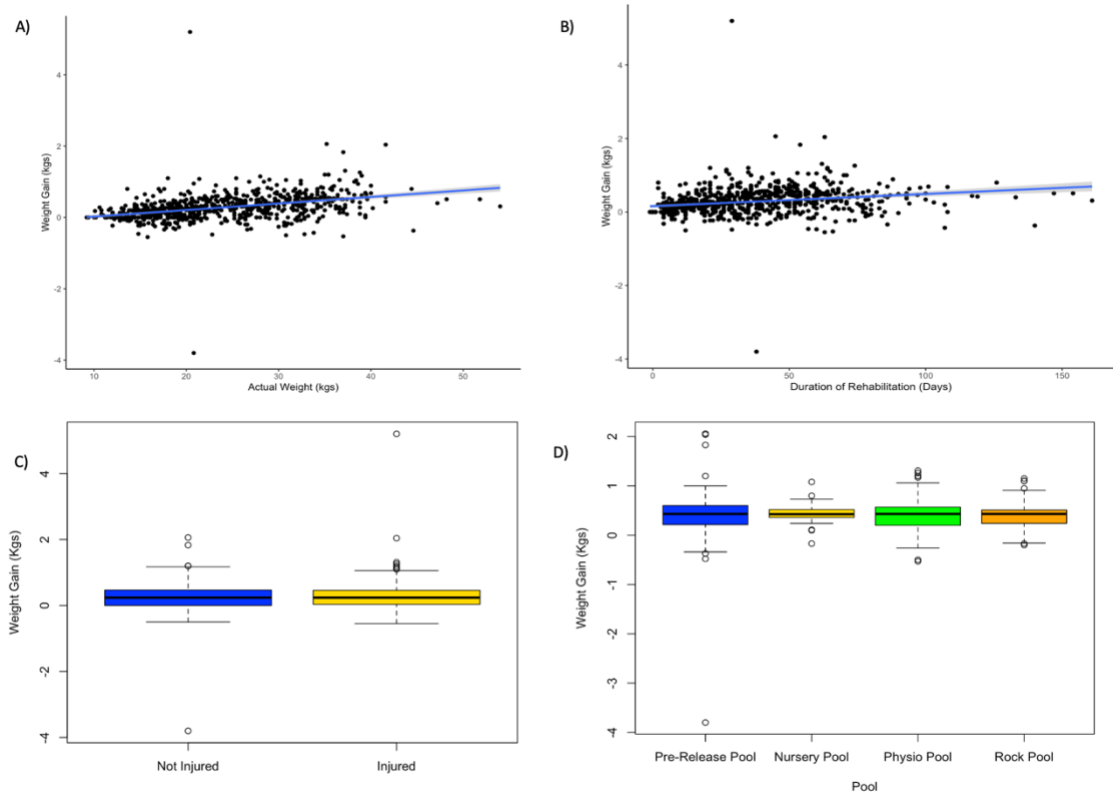 A)
Weight Gain (kgs)
4
2
0
-2
-4
10 20 30 40 50
Actual Weight (kgs)
B)
Weight Gain (kgs)
4
2
0
-2
-4
0 50 100 150
Duration of Rehabilitation (Days)
C)
Weight Gain (Kgs)
4
2
0
-2
-4
Not Injured Injured
D)
Weight Gain (Kgs)
2
1
0
-1
-2
-3
-4
Pre-Release Pool Nursery Pool Physio Pool Rock Pool
Pool